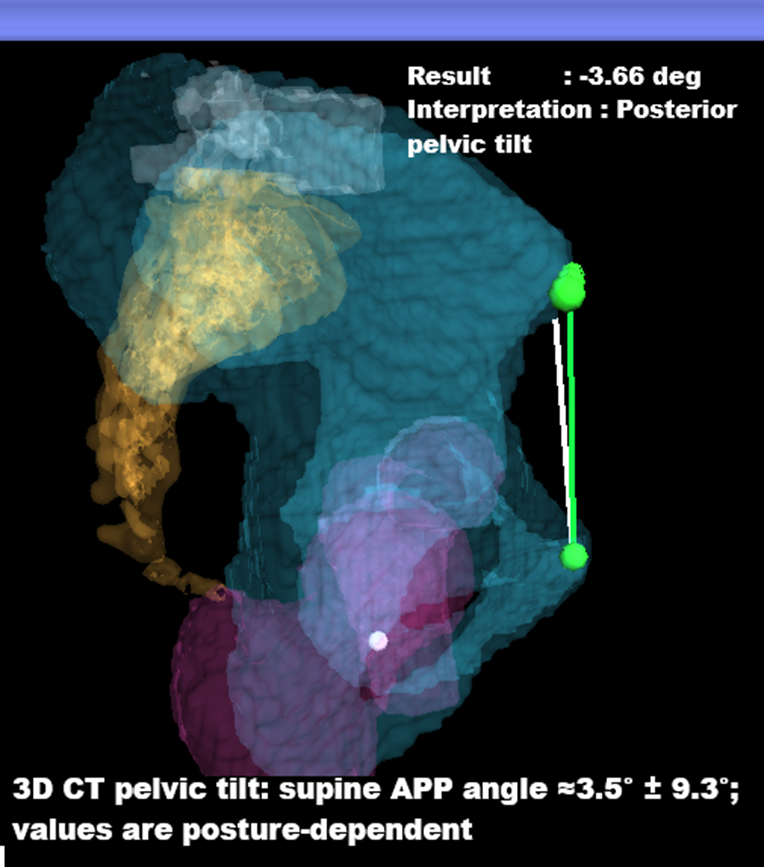 Result : -3.66 deg
Interpretation : Posterior
pelvic tilt
3D CT pelvic tilt: supine APP angle ≈3.5° ± 9.3°;
values are posture-dependent